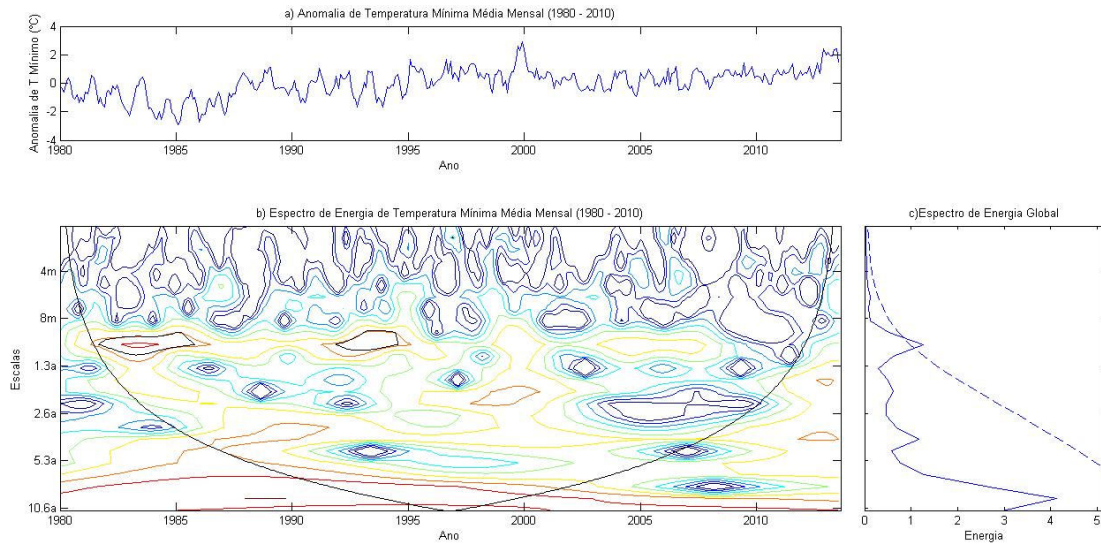 a) Anomalia de Temperatura Mínima Média Mensal (1980 - 2010)
Anomalia de T Mínimo (°C)
4
2
0
-2
-4
1980 1985 1990 1995 2000 2005 2010
Ano
b) Espectro de Energia de Temperatura Mínima Média Mensal (1980 - 2010)
Escalas
4m
8m
1.3a
2.6a
5.3a
10.6a
1980 1985 1990 1995 2000 2005 2010
Ano
c)Espectro de Energia Global
0 1 2 3 4 5
Energia